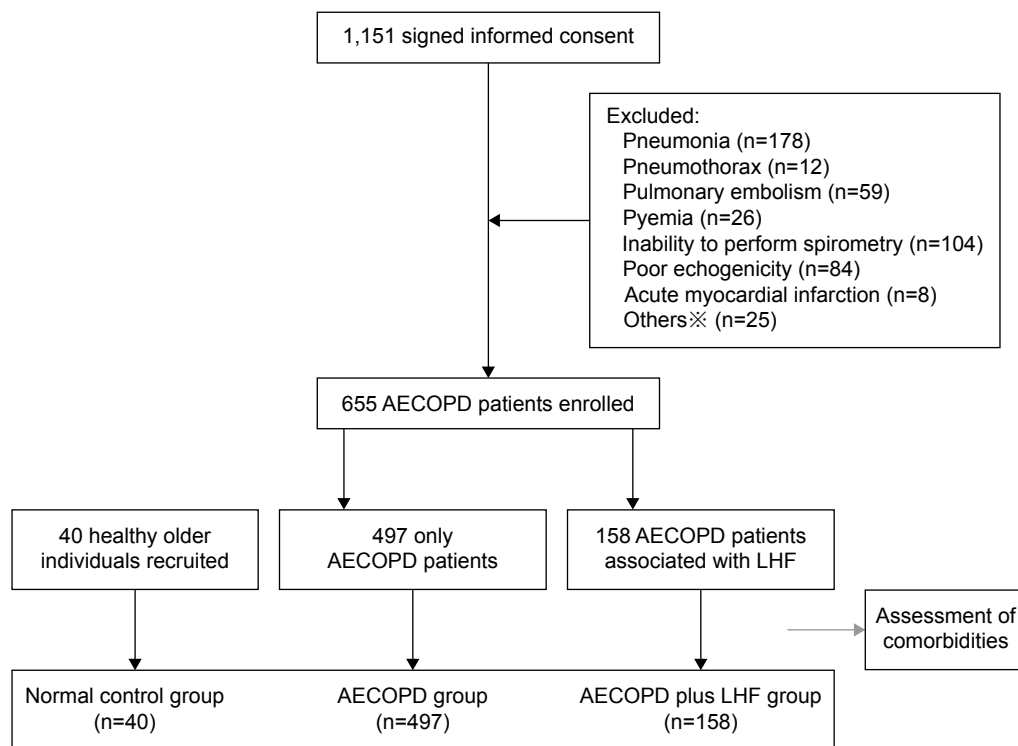 1,151 signed informed consent
Excluded:
Pneumonia (n=178)
Pneumothorax (n=12)
Pulmonary embolism (n=59)
Pyemia (n=26)
Inability to perform spirometry (n=104)
Poor echogenicity (n=84)
Acute myocardial infarction (n=8)
Others※ (n=25)
655 AECOPD patients enrolled
40 healthy older
individuals recruited
497 only
AECOPD patients
158 AECOPD patients
associated with LHF
Assessment of
comorbidities
Normal control group
(n=40)
AECOPD group
(n=497)
AECOPD plus LHF group
(n=158)